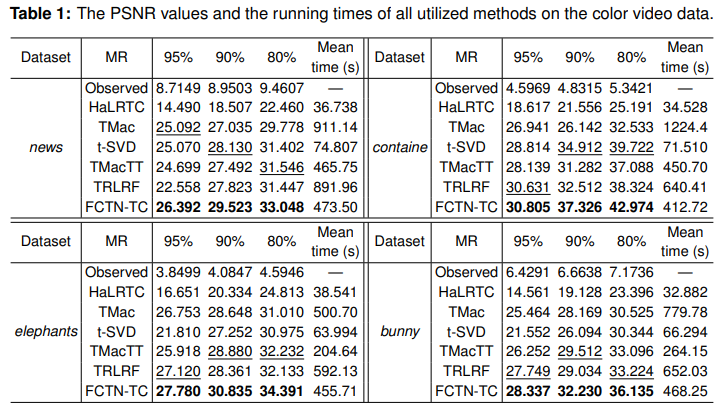 Table 1: The PSNR values and the running times of all utilized methods on the color video data.
Dataset MR 95% 90% 80% Mean time (s) Dataset MR 95% 90% 80% Mean time (s)
news Observed 8.7149 8.9503 9.4607 — containe Observed 4.5969 4.8315 5.3421 —
HaLRTC 14.490 18.507 22.460 36.738 HaLRTC 18.617 21.556 25.191 34.528
TMac 25.092 27.035 29.778 911.14 TMac 26.941 26.142 32.533 1224.4
t-SVD 25.070 28.130 31.402 74.807 t-SVD 28.814 34.912 39.722 71.510
TMacTT 24.699 27.492 31.546 465.75 TMacTT 28.139 31.282 37.088 450.70
TRLRF 22.558 27.823 31.447 891.96 TRLRF 30.631 32.512 38.324 640.41
FCTN-TC 26.392 29.523 33.048 473.50 FCTN-TC 30.805 37.326 42.974 412.72
Dataset MR 95% 90% 80% Mean time (s) Dataset MR 95% 90% 80% Mean time (s)
elephants Observed 3.8499 4.0847 4.5946 — bunny Observed 6.4291 6.6638 7.1736 —
HaLRTC 16.651 20.334 24.813 38.541 HaLRTC 14.561 19.128 23.396 32.882
TMac 26.753 28.648 31.010 500.70 TMac 25.464 28.169 30.525 779.78
t-SVD 21.810 27.252 30.975 63.994 t-SVD 21.552 26.094 30.344 66.294
TMacTT 25.918 28.880 32.232 204.64 TMacTT 26.252 29.512 33.096 264.15
TRLRF 27.120 28.361 32.133 592.13 TRLRF 27.749 29.034 33.224 652.03
FCTN-TC 27.780 30.835 34.391 455.71 FCTN-TC 28.337 32.230 36.135 468.25